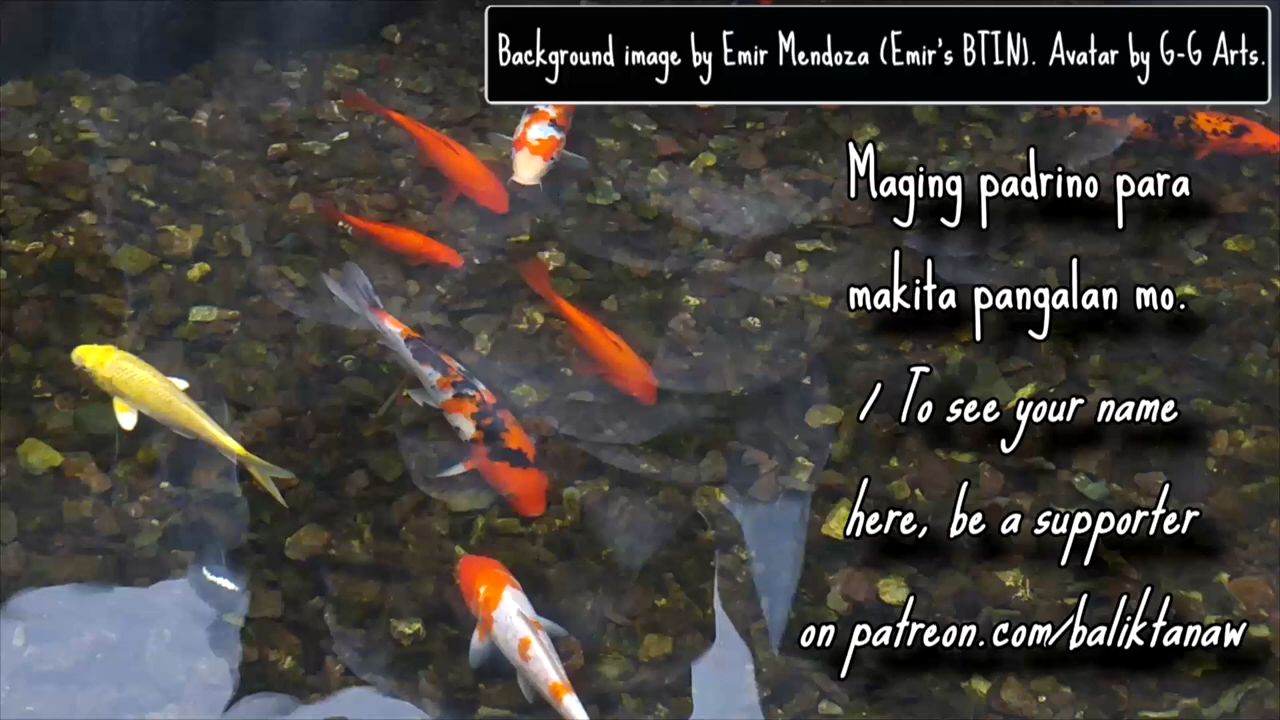 Background image by Emir Mendoza (Emir's BTIN). Avatar by G-G Arts.
Maging padrino para
makita pangalan mo.
/ To see your name
here, be a supporter
on patreon.com/baliktanaw